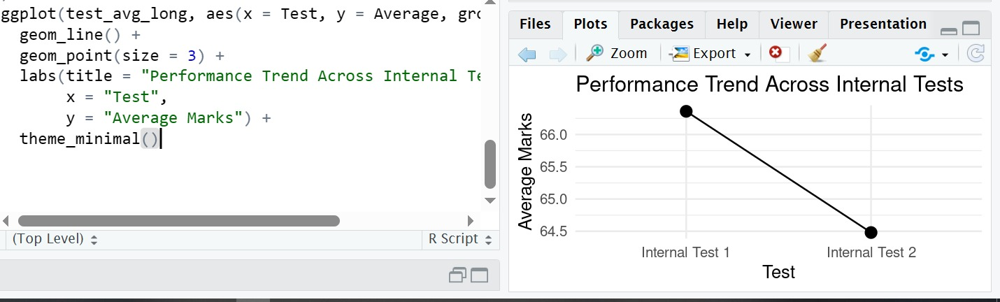 ggplot(test_avg_long, aes(x = Test, y = Average, gro
geom_line() +
geom_point(size = 3) +
labs(title = "Performance Trend Across Internal Te
x = "Test",
y = "Average Marks") +
theme_minimal()
(Top Level)
R Script
Files Plots Packages Help Viewer Presentation
Zoom Export
Performance Trend Across Internal Tests
Average Marks
66.0
65.5
65.0
64.5
Internal Test 1 Internal Test 2
Test